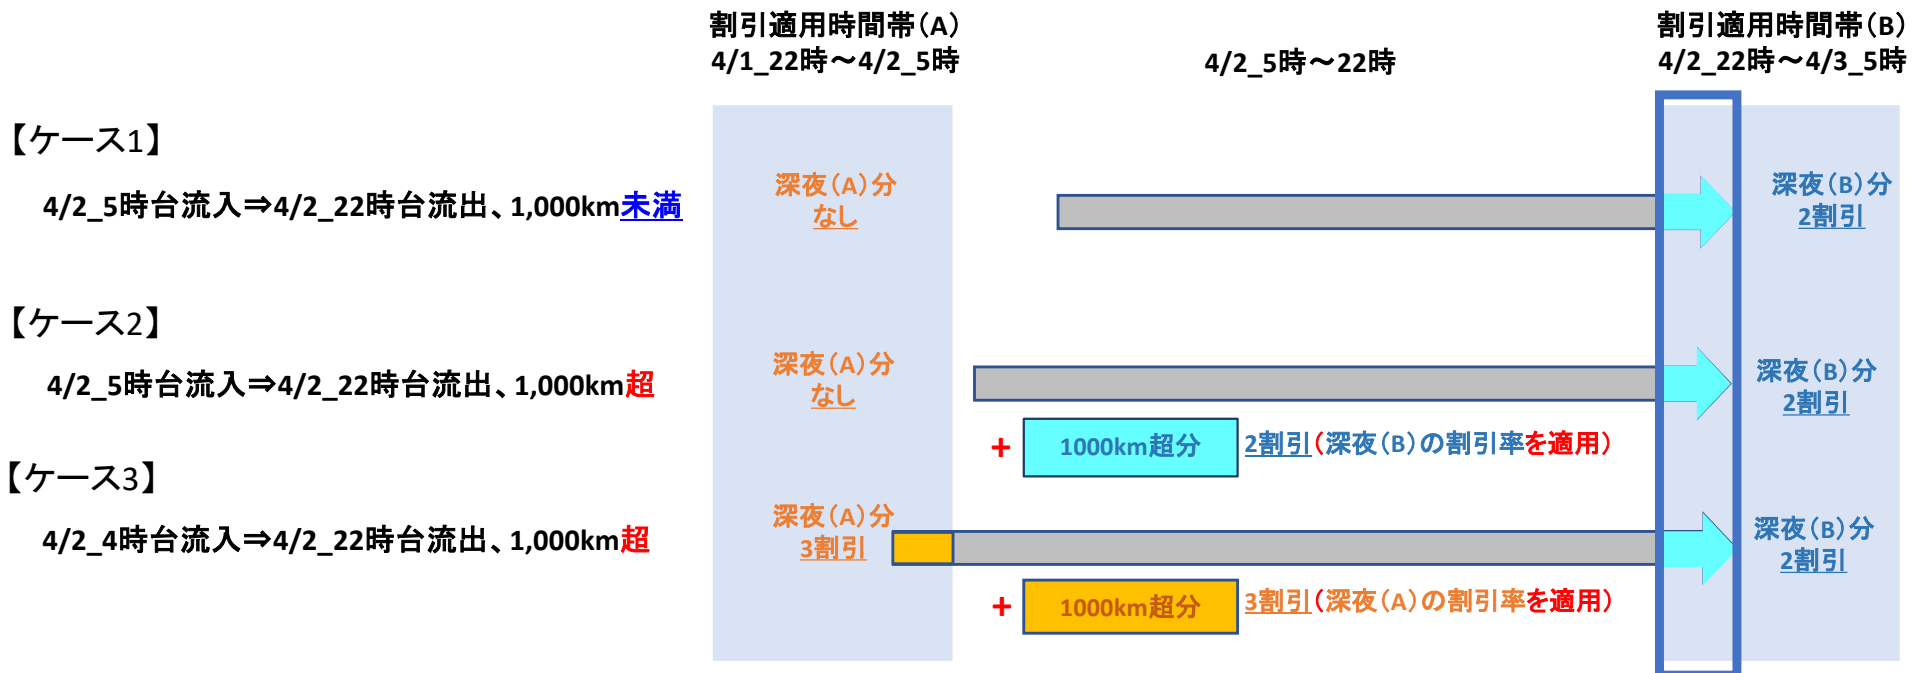 割引適用時間帯（A）
4/1_22時～4/2_5時
4/2_5時～22時
割引適用時間帯（B）
4/2_22時～4/3_5時
【ケース1】
4/2_5時台流入⇒4/2_22時台流出、1,000km未満
深夜（A）分
なし
深夜（B）分
2割引
【ケース2】
4/2_5時台流入⇒4/2_22時台流出、1,000km超
深夜（A）分
なし
深夜（B）分
2割引
+ 1000km超分 2割引（深夜（B）の割引率を適用）
【ケース3】
4/2_4時台流入⇒4/2_22時台流出、1,000km超
深夜（A）分
3割引
深夜（B）分
2割引
+ 1000km超分 3割引（深夜（A）の割引率を適用）